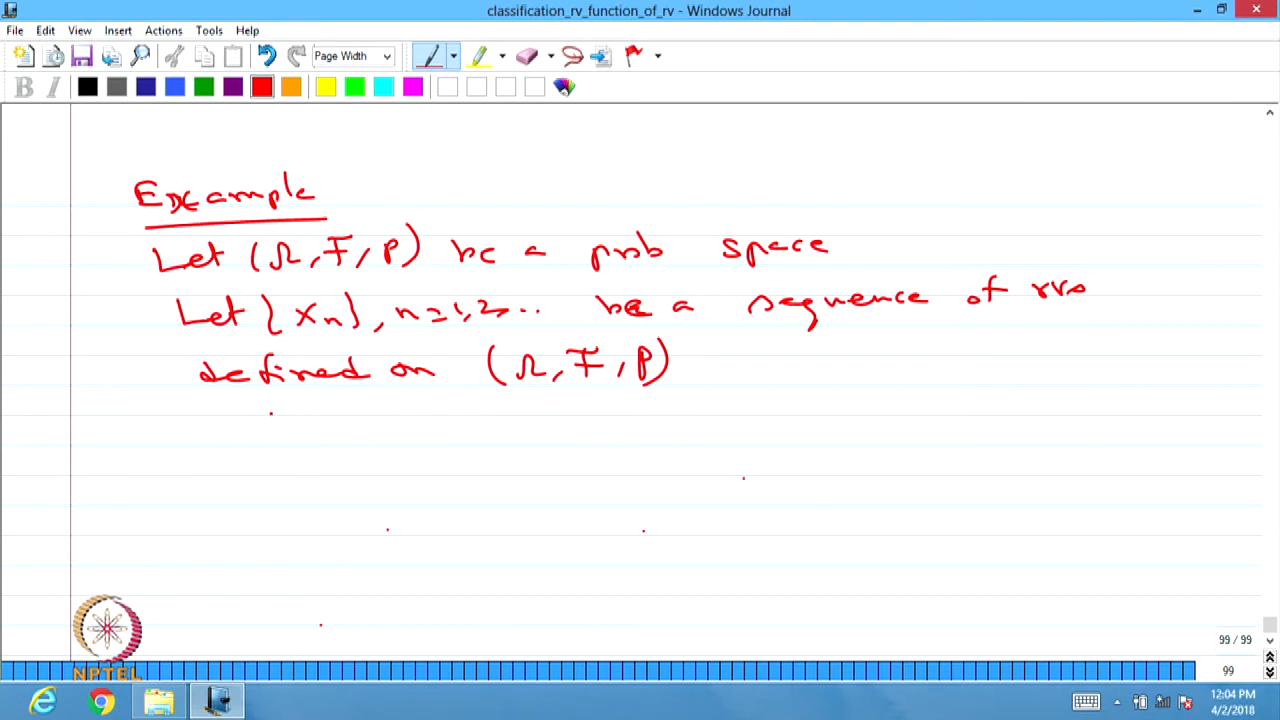 classification_rv_function_of_rv - Windows Journal
File Edit View Insert Actions Tools Help
Page Width
B I
Example
Let (Ω, F, P) be a prob space
Let {Xn}, n=1,2,... be a sequence of rvs
defined on (Ω, F, P)
99 / 99
NPTEL
99
12:04 PM
4/2/2018